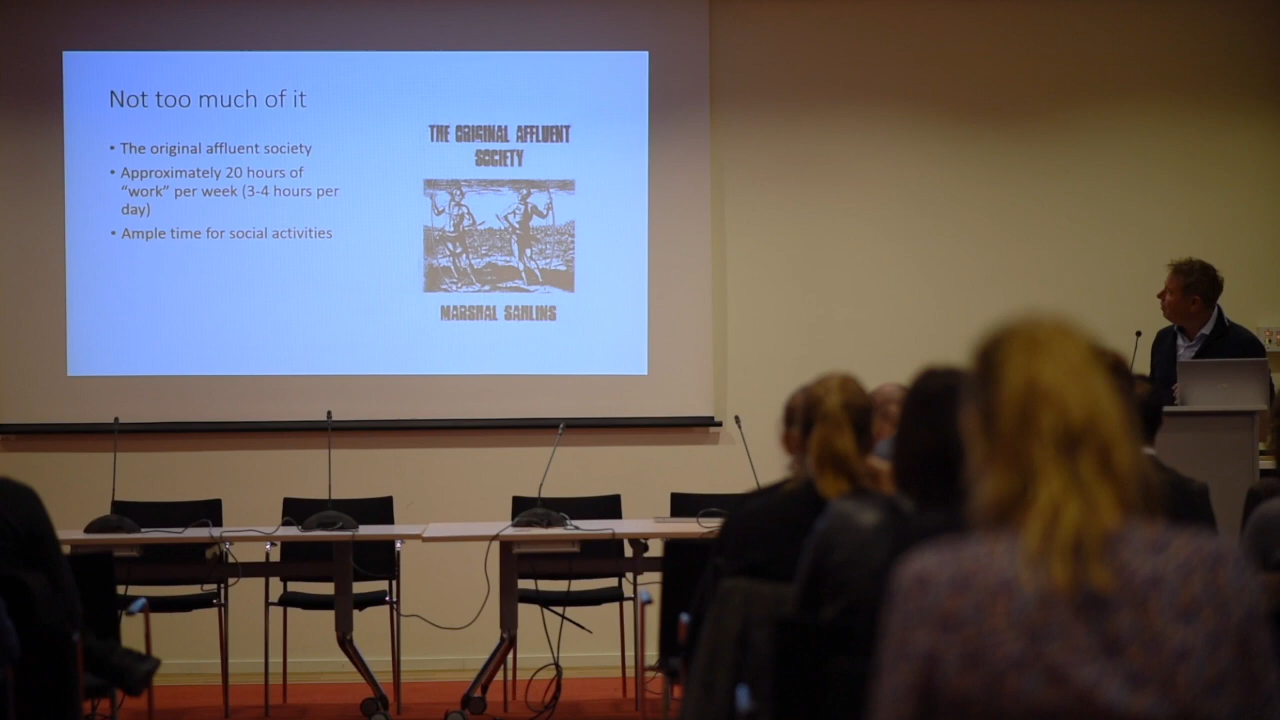 Not too much of it
• The original affluent society
• Approximately 20 hours of
“work” per week (3-4 hours per
day)
• Ample time for social activities
THE ORIGINAL AFFLUENT
SOCIETY
MARSHAL SAHLINS